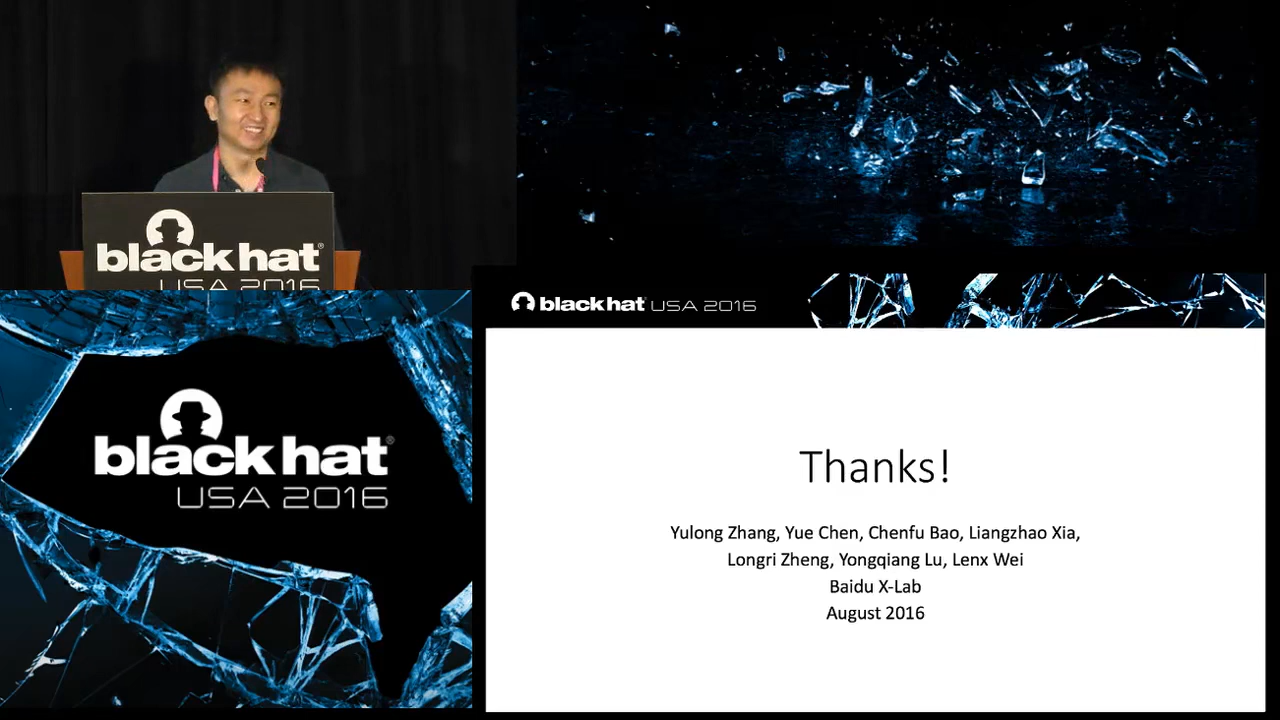 black hat®
USA 2016
black hat®
USA 2016
black hat USA 2016
Thanks!
Yulong Zhang, Yue Chen, Chenfu Bao, Liangzhao Xia,
Longri Zheng, Yongqiang Lu, Lenx Wei
Baidu X-Lab
August 2016